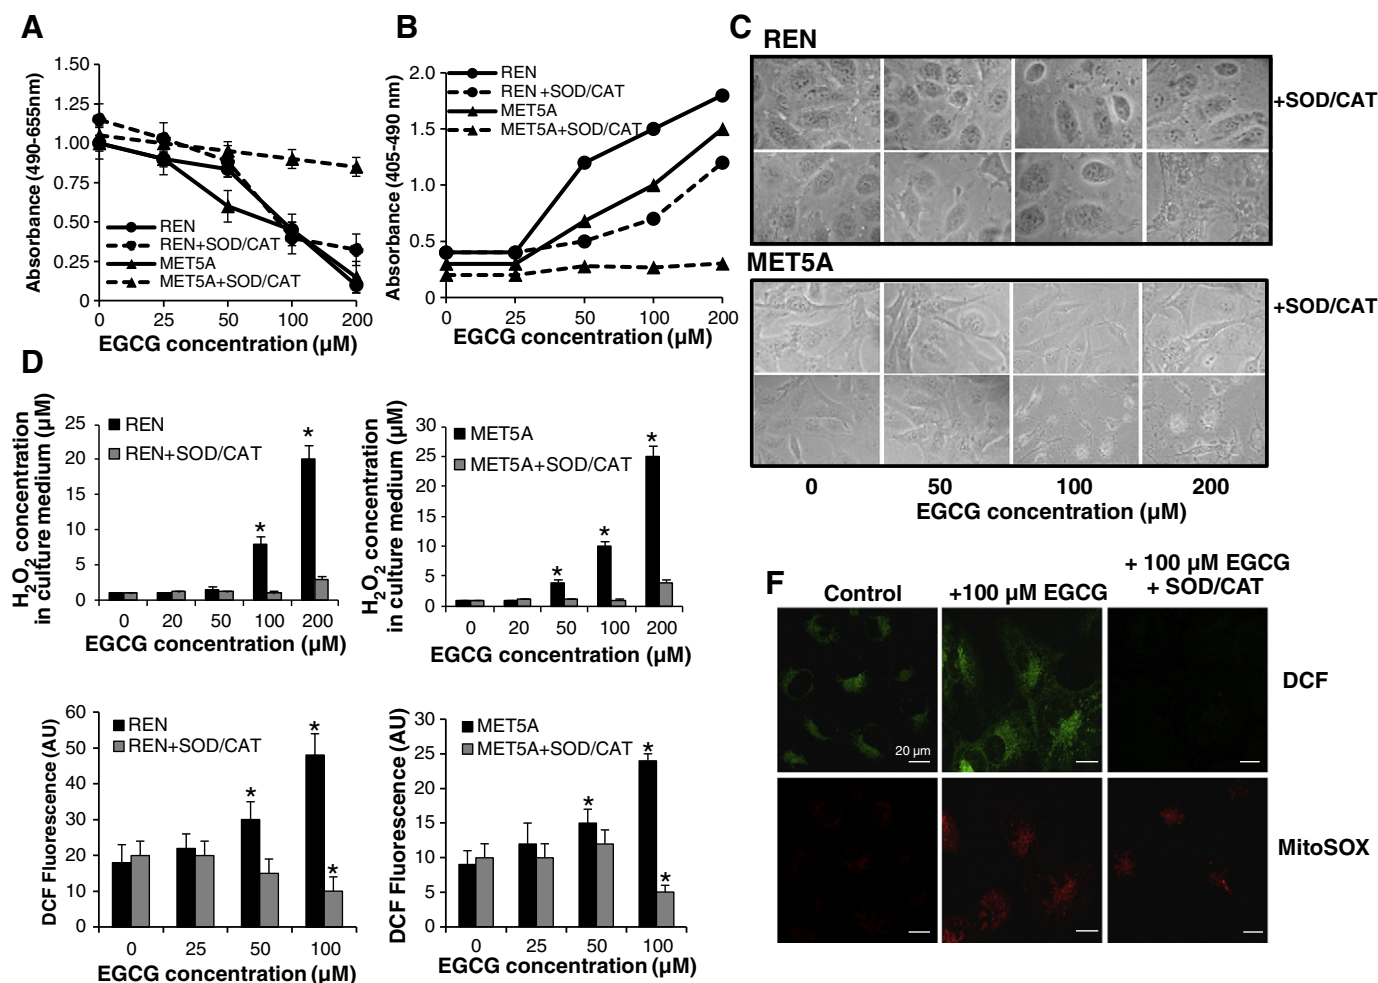 A
Absorbance (490-655nm)
1.50
1.25
1.00
0.75
0.50
0.25
0
REN
REN+SOD/CAT
MET5A
MET5A+SOD/CAT
0 25 50 100 200
EGCG concentration (µM)
B
Absorbance (405-490 nm)
2.0
1.5
1.0
0.5
0
REN
REN +SOD/CAT
MET5A
MET5A+SOD/CAT
0 25 50 100 200
EGCG concentration (µM)
C
REN
+SOD/CAT
MET5A
+SOD/CAT
0 50 100 200
EGCG concentration (µM)
D
H2O2 concentration
in culture medium (µM)
25
20
15
10
5
0
REN
REN+SOD/CAT
*
*
0 20 50 100 200
EGCG concentration (µM)
H2O2 concentration
in culture medium (µM)
30
25
20
15
10
5
0
MET5A
MET5A+SOD/CAT
*
*
*
0 20 50 100 200
EGCG concentration (µM)
DCF Fluorescence (AU)
60
50
40
30
20
10
0
REN
REN+SOD/CAT
*
*
*
0 25 50 100
EGCG concentration (µM)
DCF Fluorescence (AU)
30
25
20
15
10
5
0
MET5A
MET5A+SOD/CAT
*
*
*
0 25 50 100
EGCG concentration (µM)
F
Control
+100 µM EGCG
+ 100 µM EGCG
+ SOD/CAT
20 µm
DCF
MitoSOX